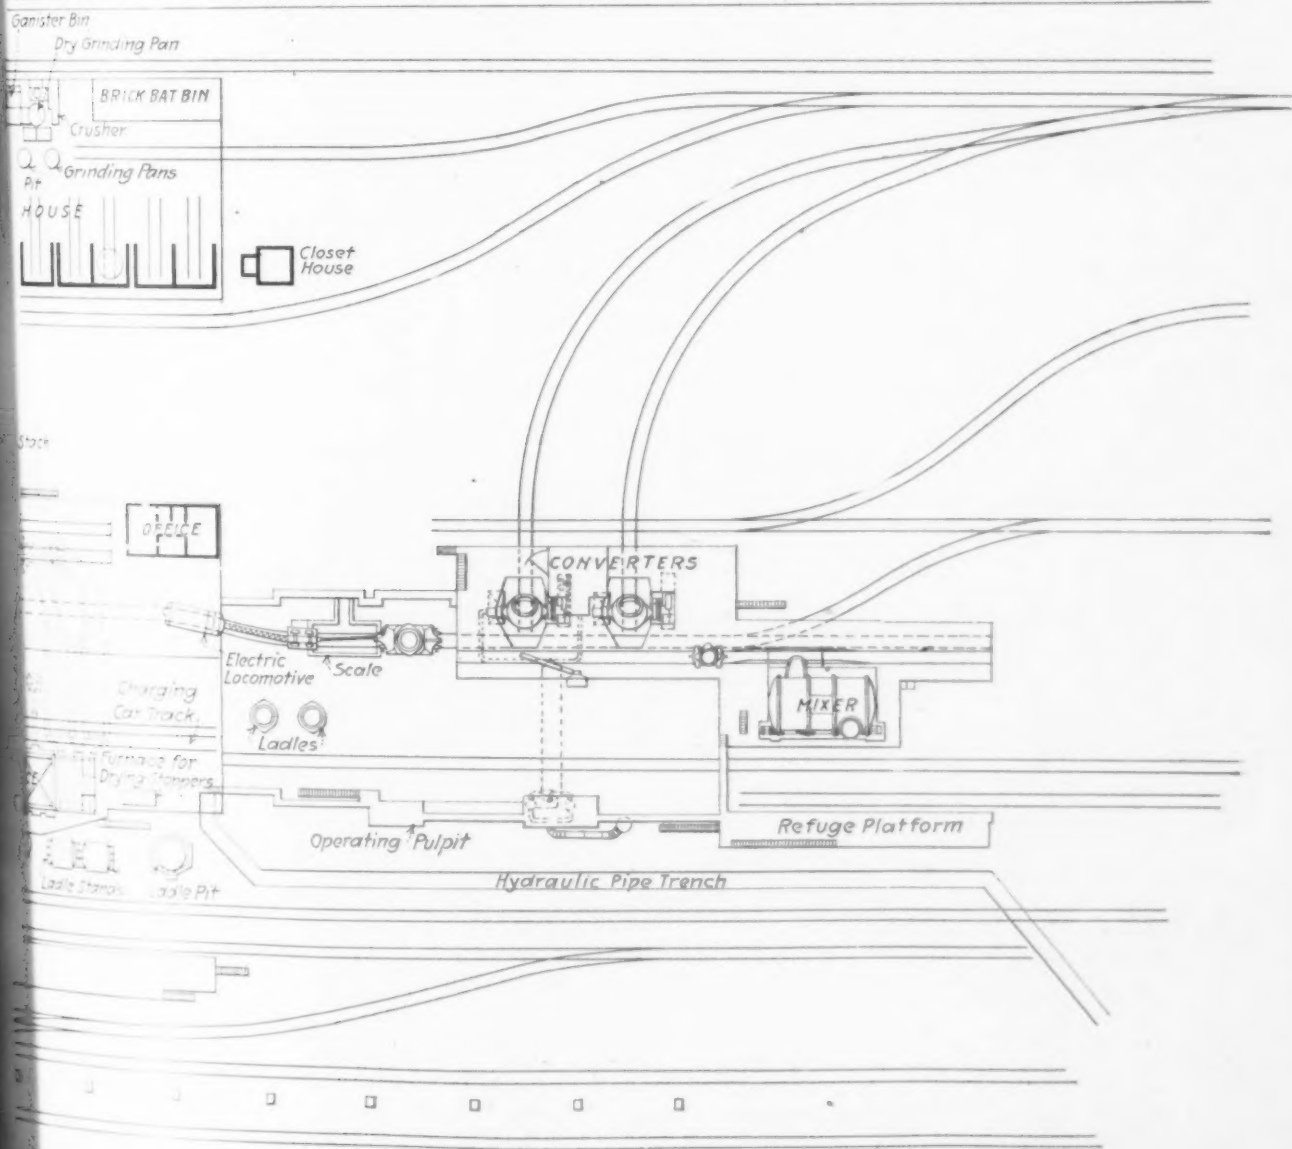 Ganister Bin
Dry Grinding Pan
BRICK BAT BIN
Crusher
Grinding Pans
Pit
HOUSE
Closet
House
Stack
OFFICE
CONVERTERS
Electric
Locomotive
Scale
Charging
Car Track
MIXER
Ladles
Furnace for
Drying Stoppers
Operating Pulpit
Refuge Platform
Hydraulic Pipe Trench
Ladle Stands
Ladle Pit